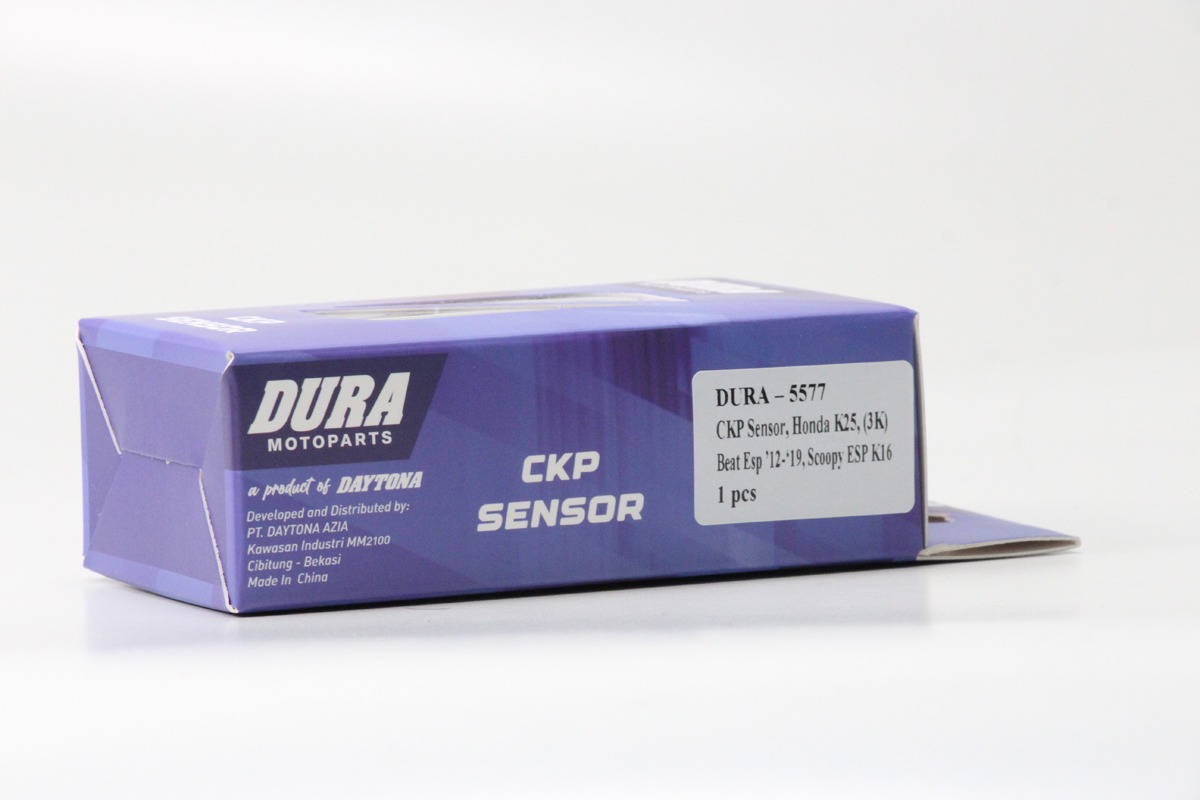 CKP
SENSOR
DURA
MOTOPARTS
a product of DAYTONA
Developed and Distributed by:
PT. DAYTONA AZIA
Kawasan Industri MM2100
Cibitung - Bekasi
Made In China
CKP
SENSOR
DURA – 5577
CKP Sensor, Honda K25, (3K)
Beat Esp '12-'19, Scoopy ESP K16
1 pcs